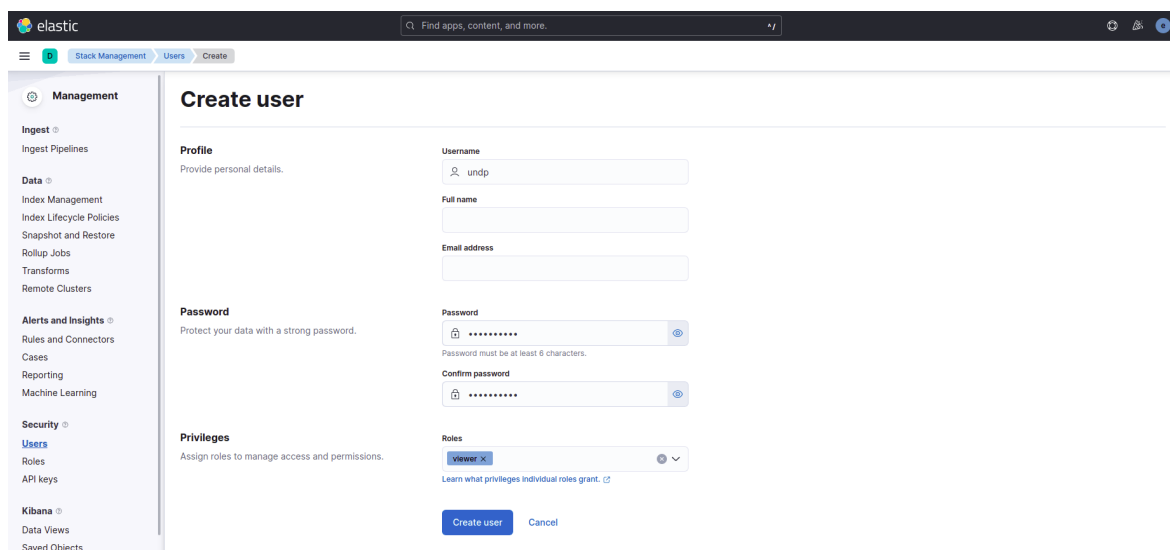 elastic
Find apps, content, and more.
^/
e
D
Stack Management
Users
Create
Management
Ingest
Ingest Pipelines
Data
Index Management
Index Lifecycle Policies
Snapshot and Restore
Rollup Jobs
Transforms
Remote Clusters
Alerts and Insights
Rules and Connectors
Cases
Reporting
Machine Learning
Security
Users
Roles
API keys
Kibana
Data Views
Saved Objects
Create user
Profile
Provide personal details.
Username
undp
Full name
Email address
Password
Protect your data with a strong password.
Password
••••••••••
Password must be at least 6 characters.
Confirm password
••••••••••
Privileges
Assign roles to manage access and permissions.
Roles
viewer ×
Learn what privileges individual roles grant.
Create user
Cancel